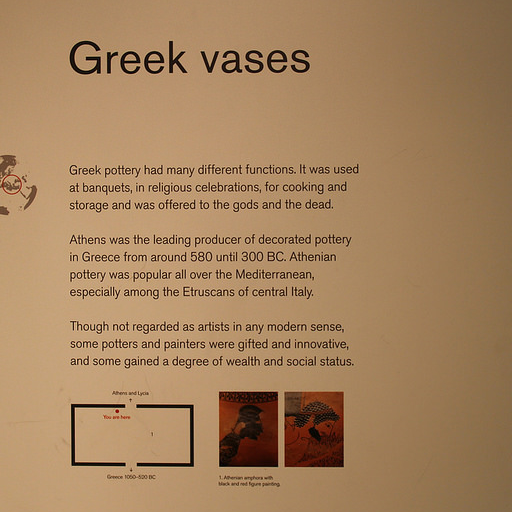 Greek vases
Greek pottery had many different functions. It was used
at banquets, in religious celebrations, for cooking and
storage and was offered to the gods and the dead.
Athens was the leading producer of decorated pottery
in Greece from around 580 until 300 BC. Athenian
pottery was popular all over the Mediterranean,
especially among the Etruscans of central Italy.
Though not regarded as artists in any modern sense,
some potters and painters were gifted and innovative,
and some gained a degree of wealth and social status.
Athens and Lycia
You are here
1
Greece 1050–520 BC
1. Athenian amphora with
black and red figure painting.